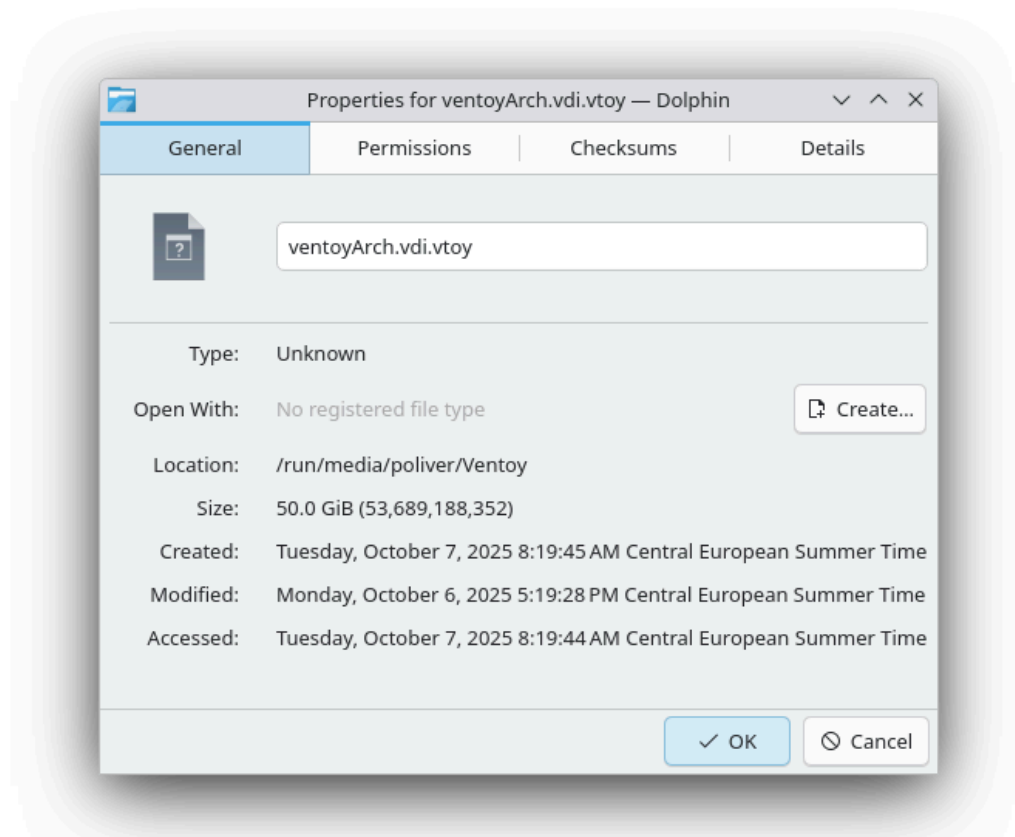 Properties for ventoyArch.vdi.vtoy — Dolphin
General Permissions Checksums Details
?
ventoyArch.vdi.vtoy
Type: Unknown
Open With: No registered file type Create...
Location: /run/media/poliver/Ventoy
Size: 50.0 GiB (53,689,188,352)
Created: Tuesday, October 7, 2025 8:19:45 AM Central European Summer Time
Modified: Monday, October 6, 2025 5:19:28 PM Central European Summer Time
Accessed: Tuesday, October 7, 2025 8:19:44 AM Central European Summer Time
OK Cancel